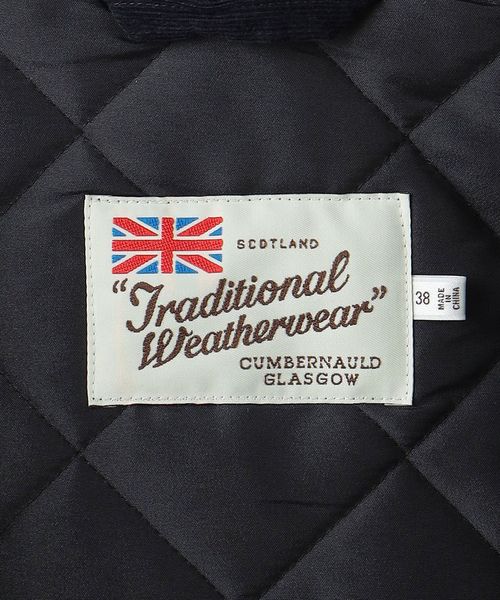 SCOTLAND
"Traditional
Weatherwear"
CUMBERNAULD
GLASGOW
38
MADE
IN
CHINA